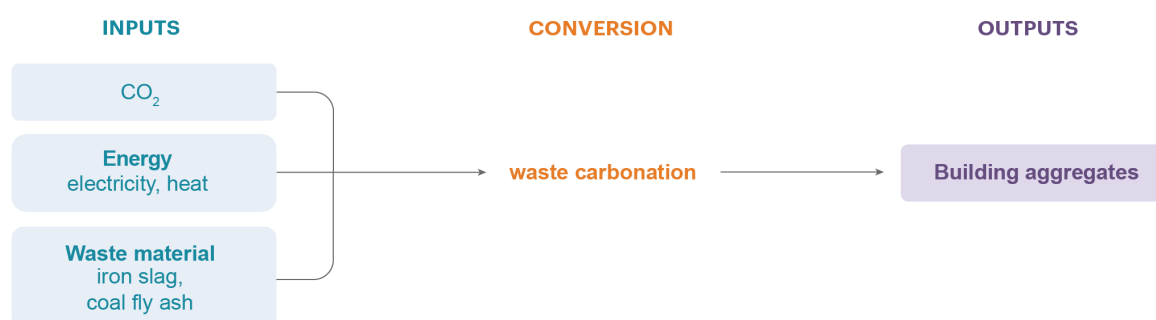 INPUTS
CONVERSION
OUTPUTS
CO₂
Energy
electricity, heat
waste carbonation
Building aggregates
Waste material
iron slag,
coal fly ash